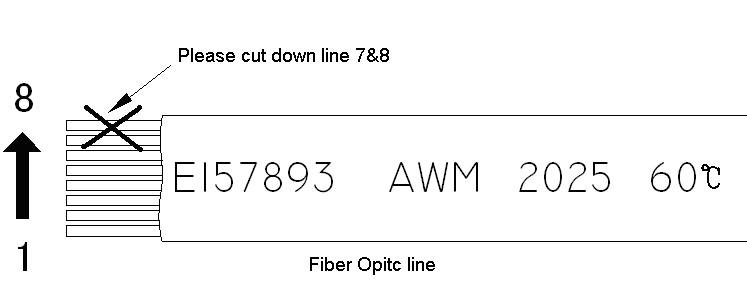 Please cut down line 7&8
8
EI57893 AWM 2025 60℃
1
Fiber Opitc line